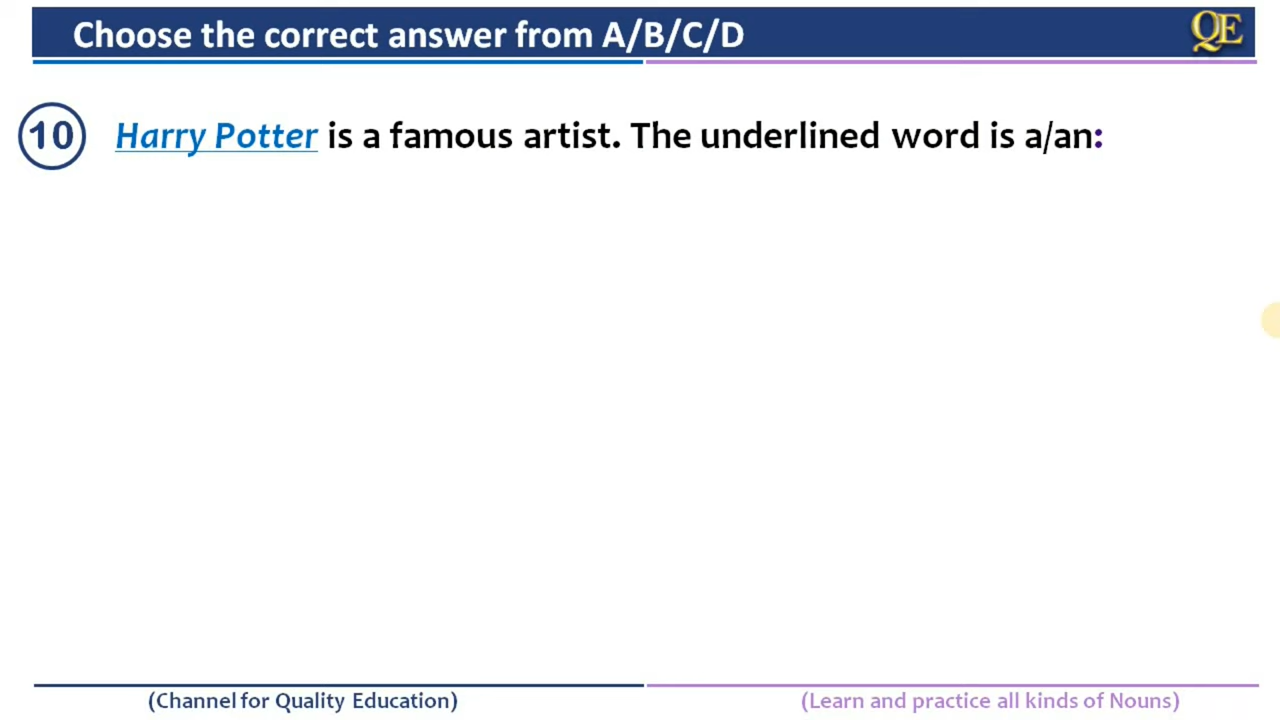 Choose the correct answer from A/B/C/D
QE
10 Harry Potter is a famous artist. The underlined word is a/an:
(Channel for Quality Education)
(Learn and practice all kinds of Nouns)